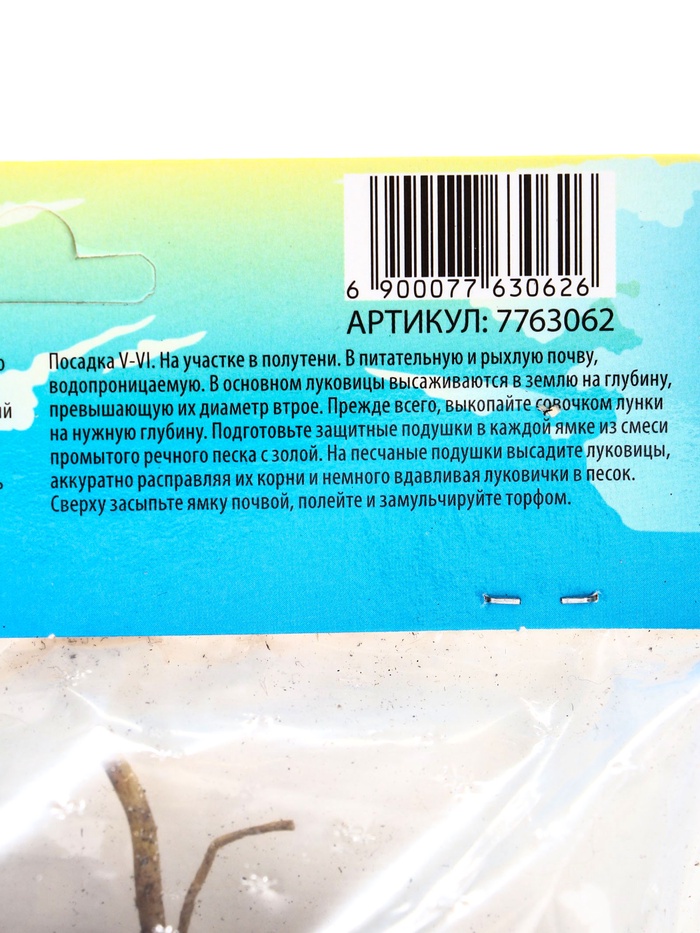 6 900077 630626
АРТИКУЛ: 7763062
Посадка V-VI. На участке в полутени. В питательную и рыхлую почву,
водопроницаемую. В основном луковицы высаживаются в землю на глубину,
превышающую их диаметр втрое. Прежде всего, выкопайте совочком лунки
на нужную глубину. Подготовьте защитные подушки в каждой ямке из смеси
промытого речного песка с золой. На песчаные подушки высадите луковицы,
аккуратно расправляя их корни и немного вдавливая луковички в песок.
Сверху засыпьте ямку почвой, полейте и замульчируйте торфом.